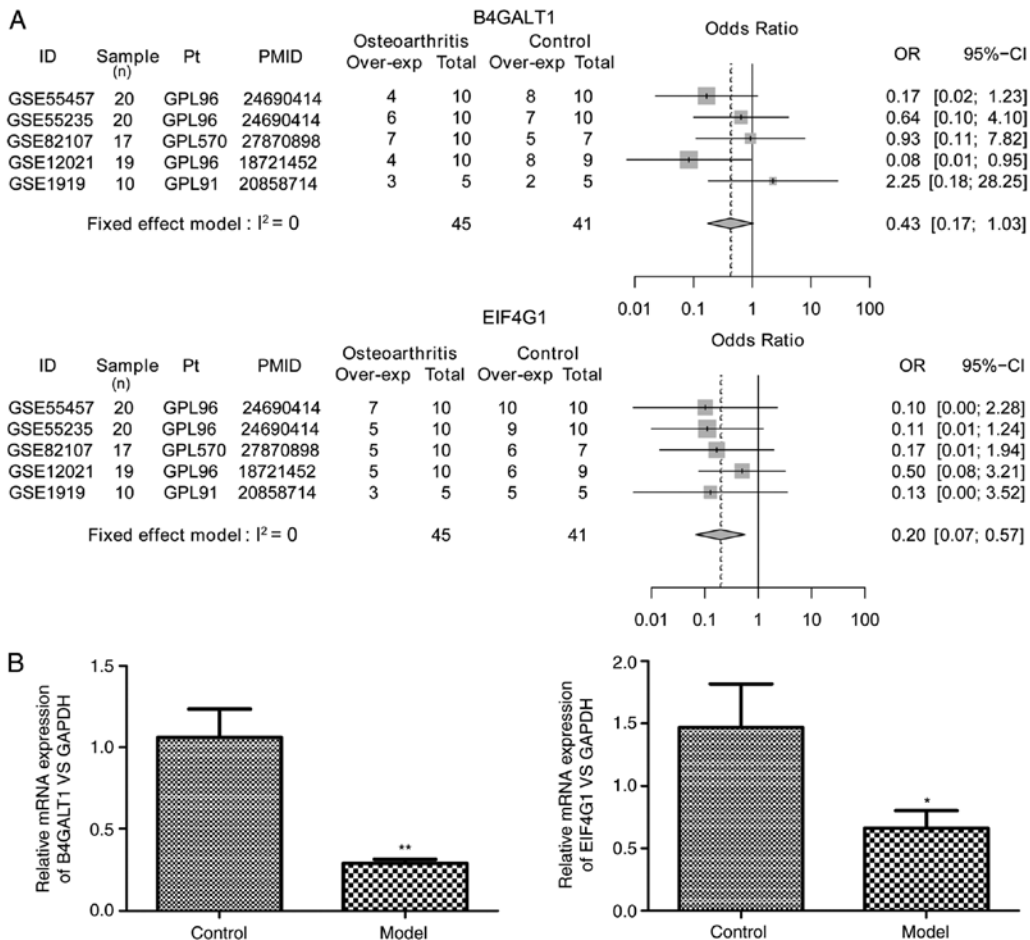 A
B4GALT1
Osteoarthritis Control Odds Ratio
ID Sample (n) Pt PMID Over-exp Total Over-exp Total OR 95%−CI
GSE55457 20 GPL96 24690414 4 10 8 10 0.17 [0.02; 1.23]
GSE55235 20 GPL96 24690414 6 10 7 10 0.64 [0.10; 4.10]
GSE82107 17 GPL570 27870898 7 10 5 7 0.93 [0.11; 7.82]
GSE12021 19 GPL96 18721452 4 10 8 9 0.08 [0.01; 0.95]
GSE1919 10 GPL91 20858714 3 5 2 5 2.25 [0.18; 28.25]
Fixed effect model : I² = 0 45 41 0.43 [0.17; 1.03]
0.01 0.1 1 10 100
EIF4G1
Osteoarthritis Control Odds Ratio
ID Sample (n) Pt PMID Over-exp Total Over-exp Total OR 95%−CI
GSE55457 20 GPL96 24690414 7 10 10 10 0.10 [0.00; 2.28]
GSE55235 20 GPL96 24690414 5 10 9 10 0.11 [0.01; 1.24]
GSE82107 17 GPL570 27870898 5 10 6 7 0.17 [0.01; 1.94]
GSE12021 19 GPL96 18721452 5 10 6 9 0.50 [0.08; 3.21]
GSE1919 10 GPL91 20858714 3 5 5 5 0.13 [0.00; 3.52]
Fixed effect model : I² = 0 45 41 0.20 [0.07; 0.57]
0.01 0.1 1 10 100
B
Relative mRNA expression
of B4GALT1 VS GAPDH
1.5
1.0
0.5
0.0
**
Control Model
Relative mRNA expression
of EIF4G1 VS GAPDH
2.0
1.5
1.0
0.5
0.0
*
Control Model